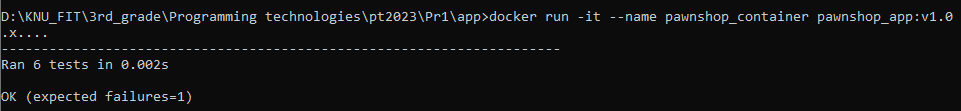 D:\KNU_FIT\3rd_grade\Programming technologies\pt2023\Pr1\app>docker run -it --name pawnshop_container pawnshop_app:v1.0
.x....
----------------------------------------------------------------------
Ran 6 tests in 0.002s
OK (expected failures=1)